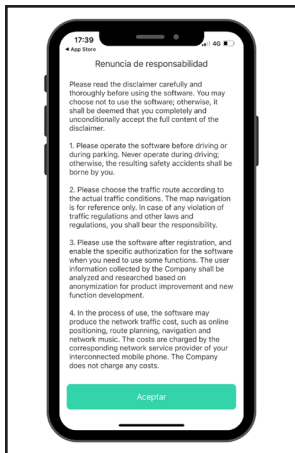 17:39
4G
◀ App Store
Renuncia de responsabilidad
Please read the disclaimer carefully and
thoroughly before using the software. You may
choose not to use the software; otherwise, it
shall be deemed that you completely and
unconditionally accept the full content of the
disclaimer.
1. Please operate the software before driving or
during parking. Never operate during driving;
otherwise, the resulting safety accidents shall be
borne by you.
2. Please choose the traffic route according to
the actual traffic conditions. The map navigation
is for reference only. In case of any violation of
traffic regulations and other laws and
regulations, you shall bear the responsibility.
3. Please use the software after registration, and
enable the specific authorization for the software
when you need to use some functions. The user
information collected by the Company shall be
analyzed and researched based on
anonymization for product improvement and new
function development.
4. In the process of use, the software may
produce the network traffic cost, such as online
positioning, route planning, navigation and
network music. The costs are charged by the
corresponding network service provider of your
interconnected mobile phone. The Company
does not charge any costs.
Aceptar